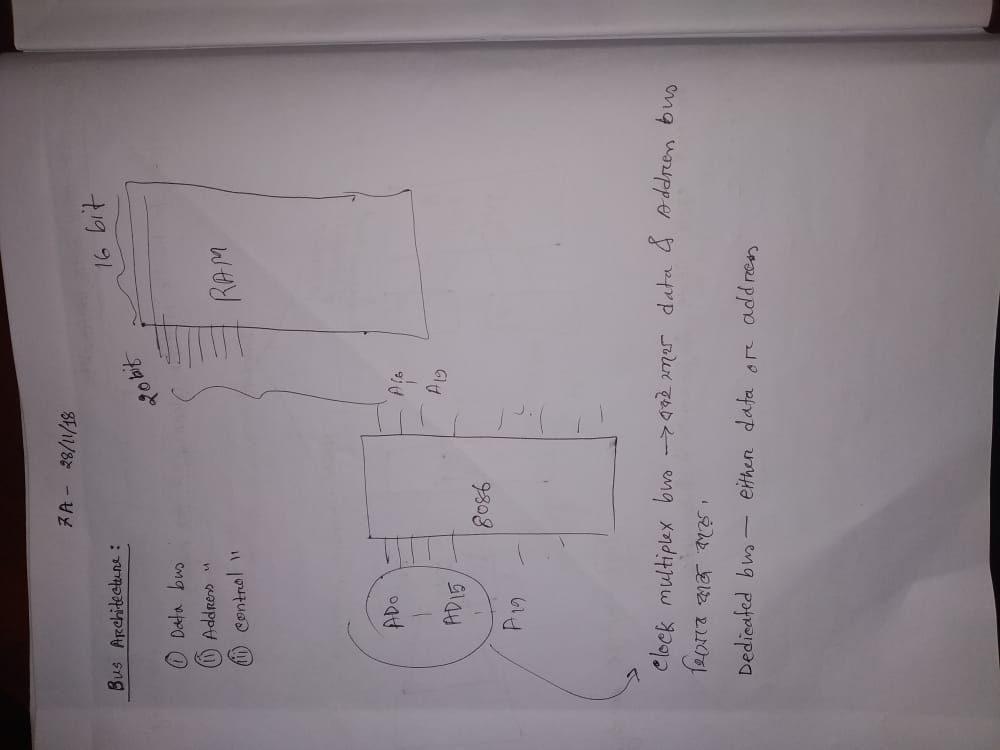 7A - 28/11/18
Bus Architecture:
(i) Data bus
(ii) Address "
(iii) control "
20 bit
16 bit
RAM
AD0
AD15
A19
8086
A16
A19
clock multiplex bus → একই সময় data & Address bus
হিসেবে কাজ করে,
Dedicated bus — either data or address